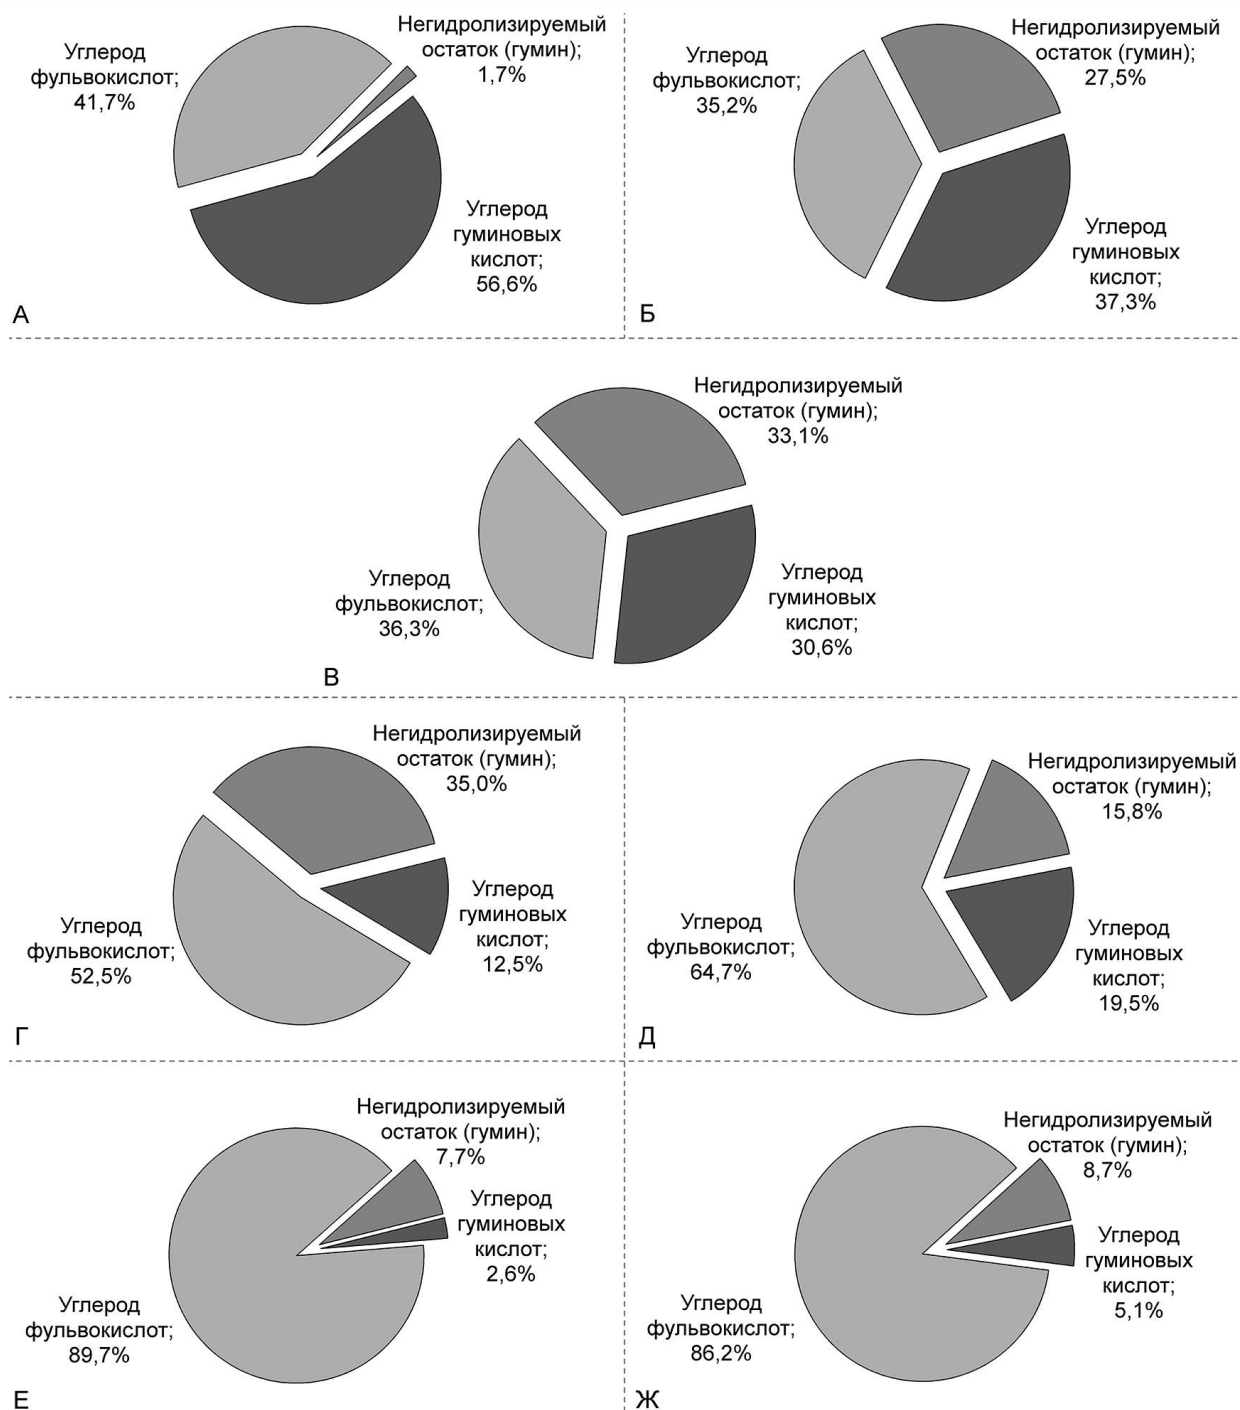 Углерод
фульвокислот;
41,7%
Негидролизируемый
остаток (гумин);
1,7%
Углерод
гуминовых
кислот;
56,6%
А
Углерод
фульвокислот;
35,2%
Негидролизируемый
остаток (гумин);
27,5%
Углерод
гуминовых
кислот;
37,3%
Б
Негидролизируемый
остаток (гумин);
33,1%
Углерод
фульвокислот;
36,3%
Углерод
гуминовых
кислот;
30,6%
В
Негидролизируемый
остаток (гумин);
35,0%
Углерод
фульвокислот;
52,5%
Углерод
гуминовых
кислот;
12,5%
Г
Негидролизируемый
остаток (гумин);
15,8%
Углерод
фульвокислот;
64,7%
Углерод
гуминовых
кислот;
19,5%
Д
Негидролизируемый
остаток (гумин);
7,7%
Углерод
гуминовых
кислот;
2,6%
Углерод
фульвокислот;
89,7%
Е
Негидролизируемый
остаток (гумин);
8,7%
Углерод
гуминовых
кислот;
5,1%
Углерод
фульвокислот;
86,2%
Ж